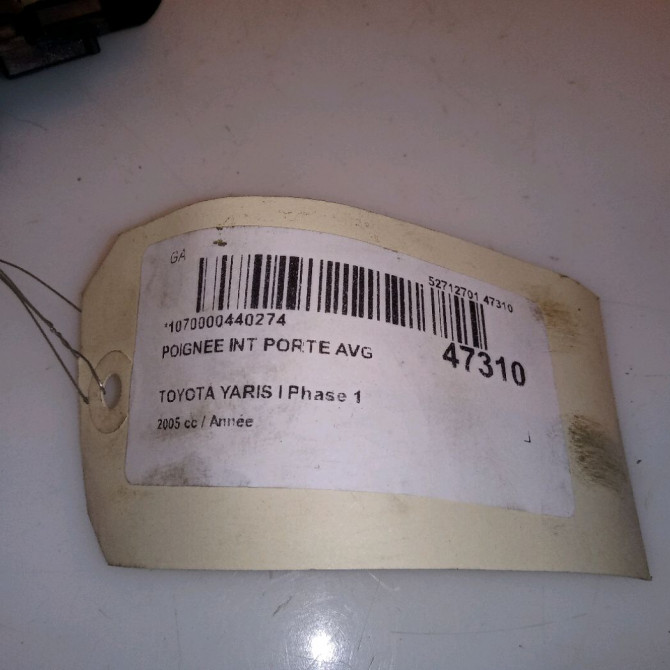 GA
52712701 47310
*1070000440274
POIGNEE INT PORTE AVG
47310
TOYOTA YARIS I Phase 1
2005 cc / Année